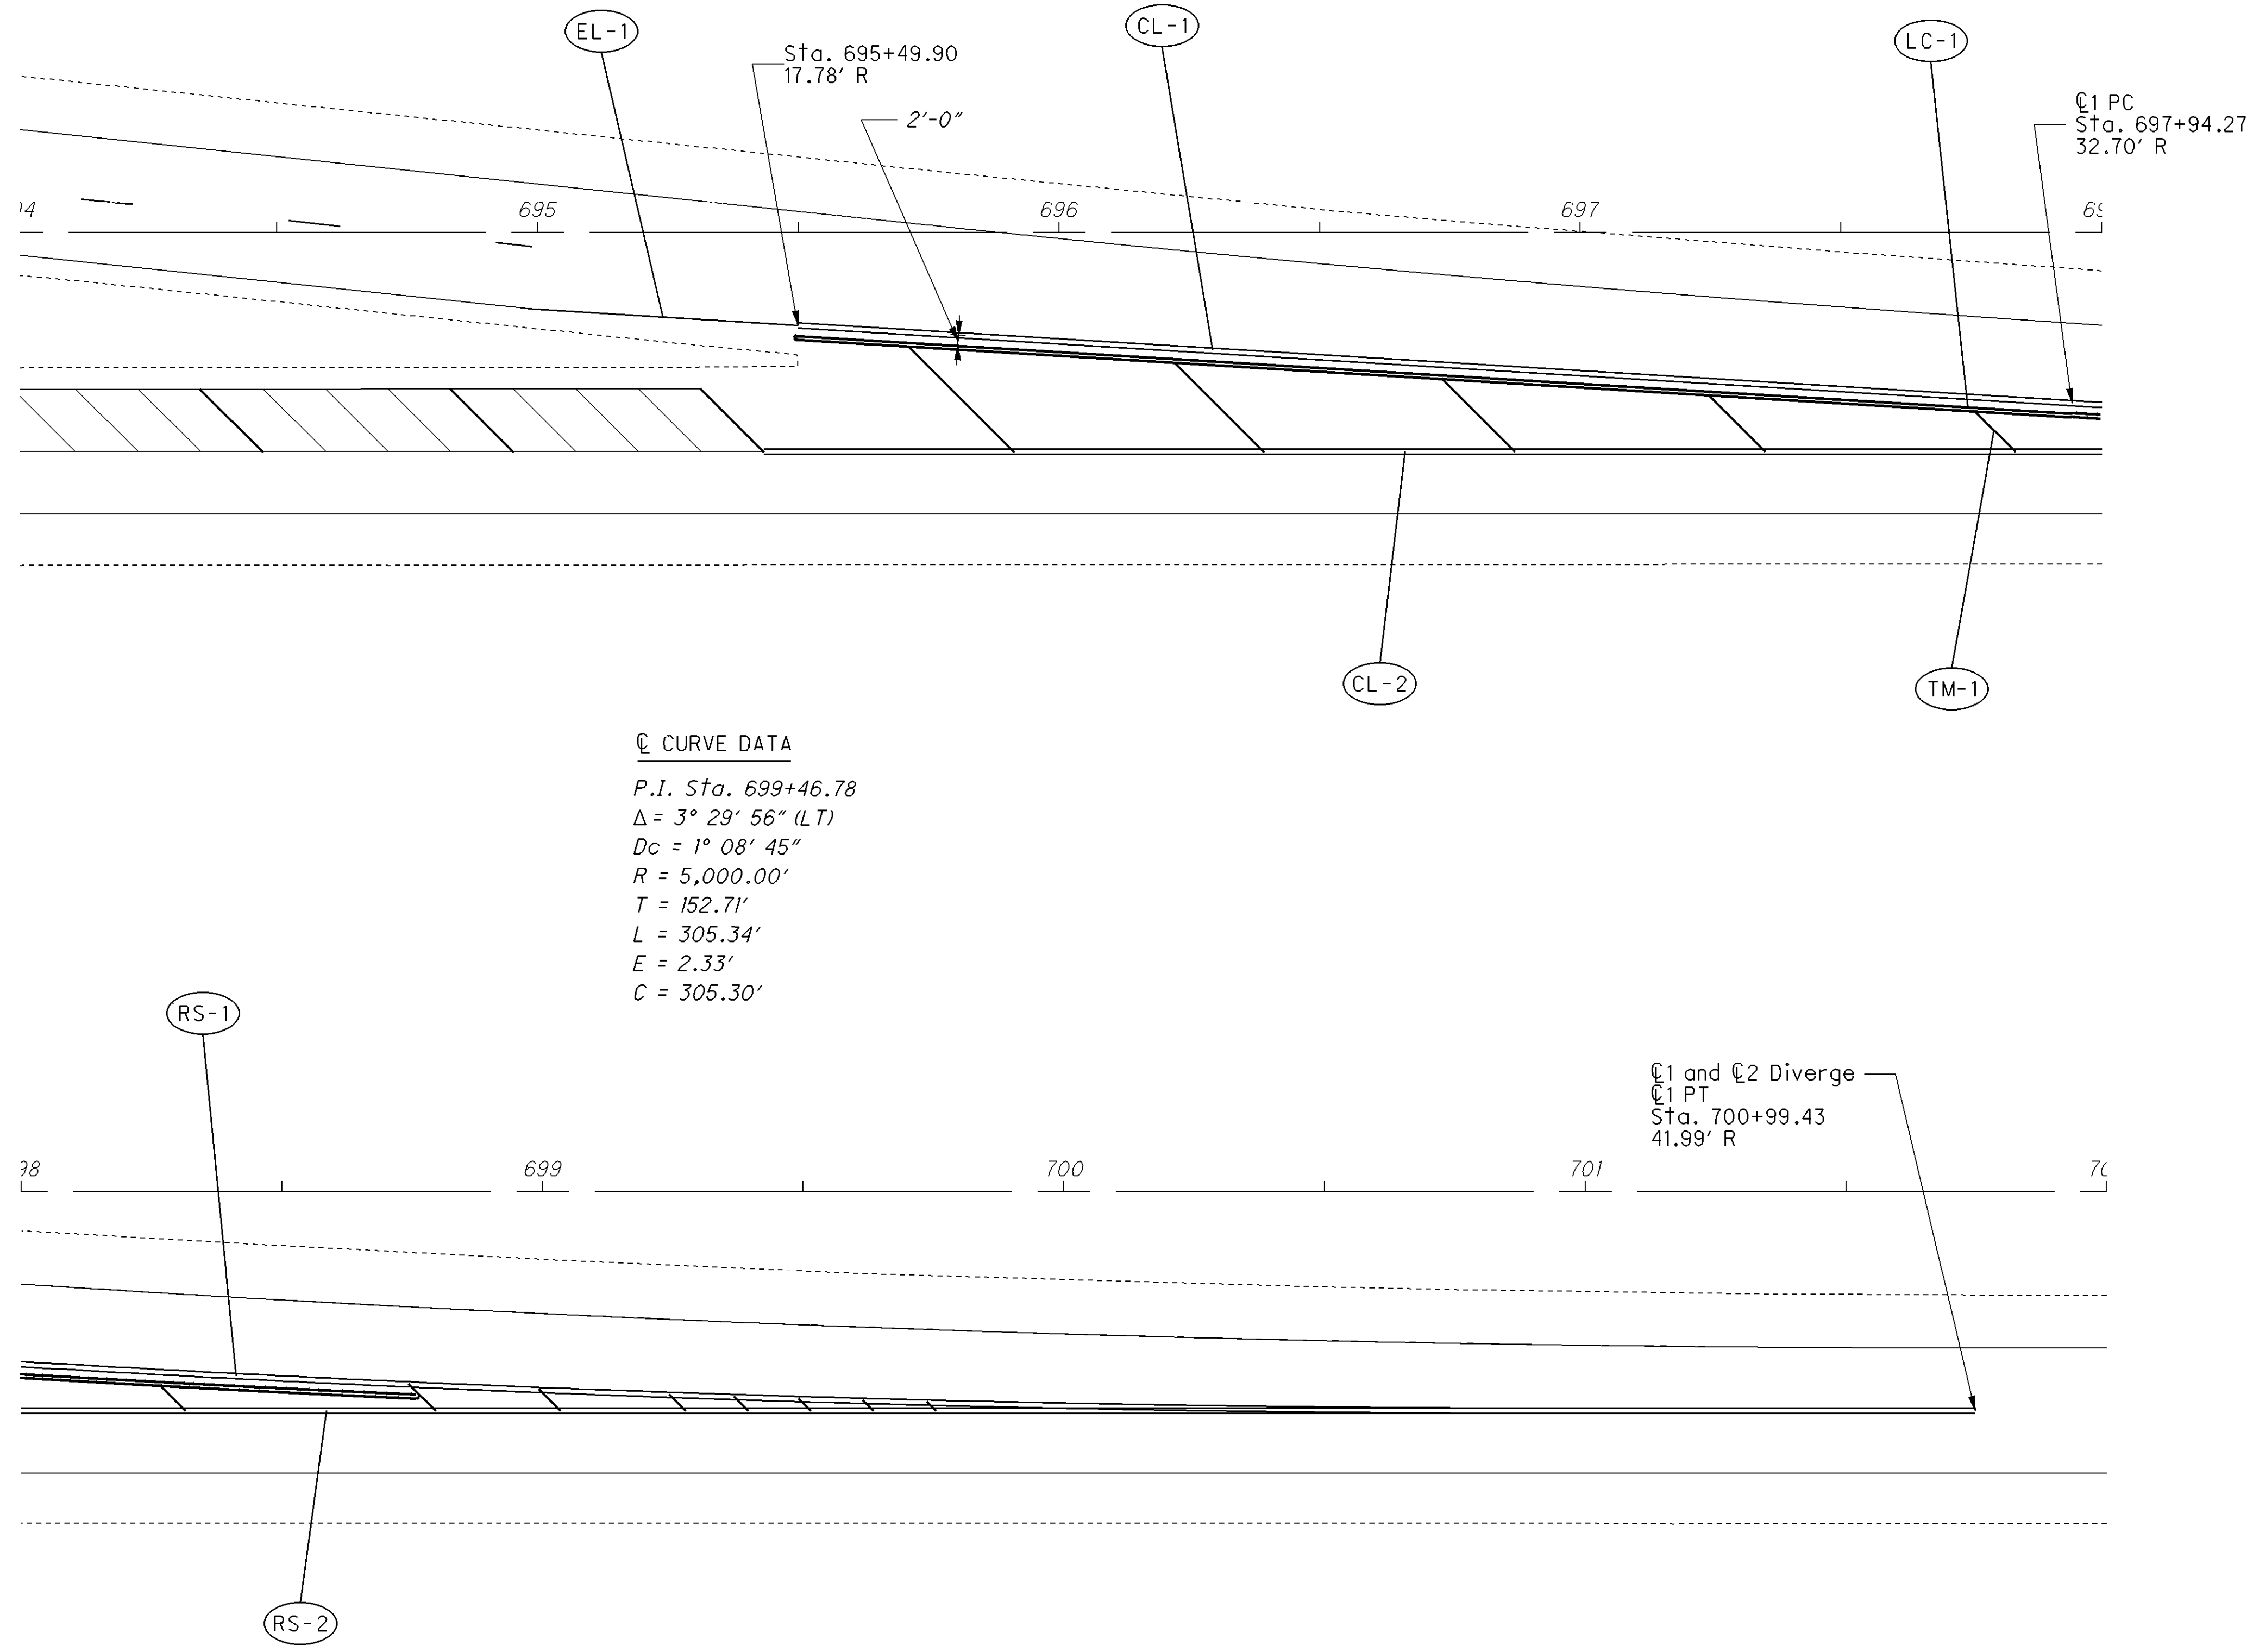 EL-1
CL-1
LC-1
Sta. 695+49.90
17.78' R
2'-0"
℄1 PC
Sta. 697+94.27
32.70' R
695
696
697
CL-2
TM-1
℄ CURVE DATA
P.I. Sta. 699+46.78
Δ = 3° 29' 56" (LT)
Dc = 1° 08' 45"
R = 5,000.00'
T = 152.71'
L = 305.34'
E = 2.33'
C = 305.30'
RS-1
℄1 and ℄2 Diverge
℄1 PT
Sta. 700+99.43
41.99' R
699
700
701
RS-2